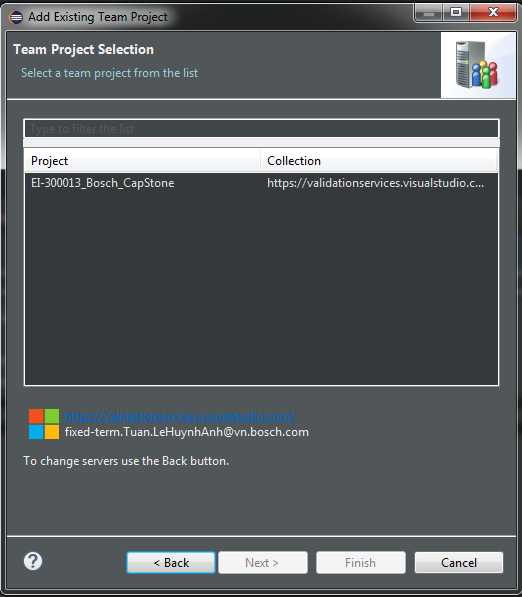 Add Existing Team Project
Team Project Selection
Select a team project from the list
Type to filter the list
Project Collection
EI-300013_Bosch_CapStone https://validationservices.visualstudio.c...
https://validationservices.visualstudio.com/
fixed-term.Tuan.LeHuynhAnh@vn.bosch.com
To change servers use the Back button.
? < Back Next > Finish Cancel